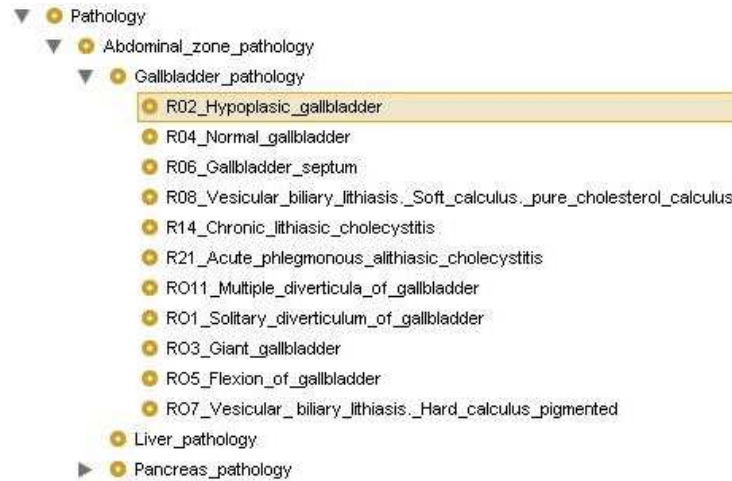 Pathology
Abdominal_zone_pathology
Gallbladder_pathology
R02_Hypoplasic_gallbladder
R04_Normal_gallbladder
R06_Gallbladder_septum
R08_Vesicular_biliary_lithiasis._Soft_calculus._pure_cholesterol_calculus
R14_Chronic_lithiasic_cholecystitis
R21_Acute_phlegmonous_alithiasic_cholecystitis
RO11_Multiple_diverticula_of_gallbladder
RO1_Solitary_diverticulum_of_gallbladder
RO3_Giant_gallbladder
RO5_Flexion_of_gallbladder
RO7_Vesicular_ biliary_lithiasis._Hard_calculus_pigmented
Liver_pathology
Pancreas_pathology